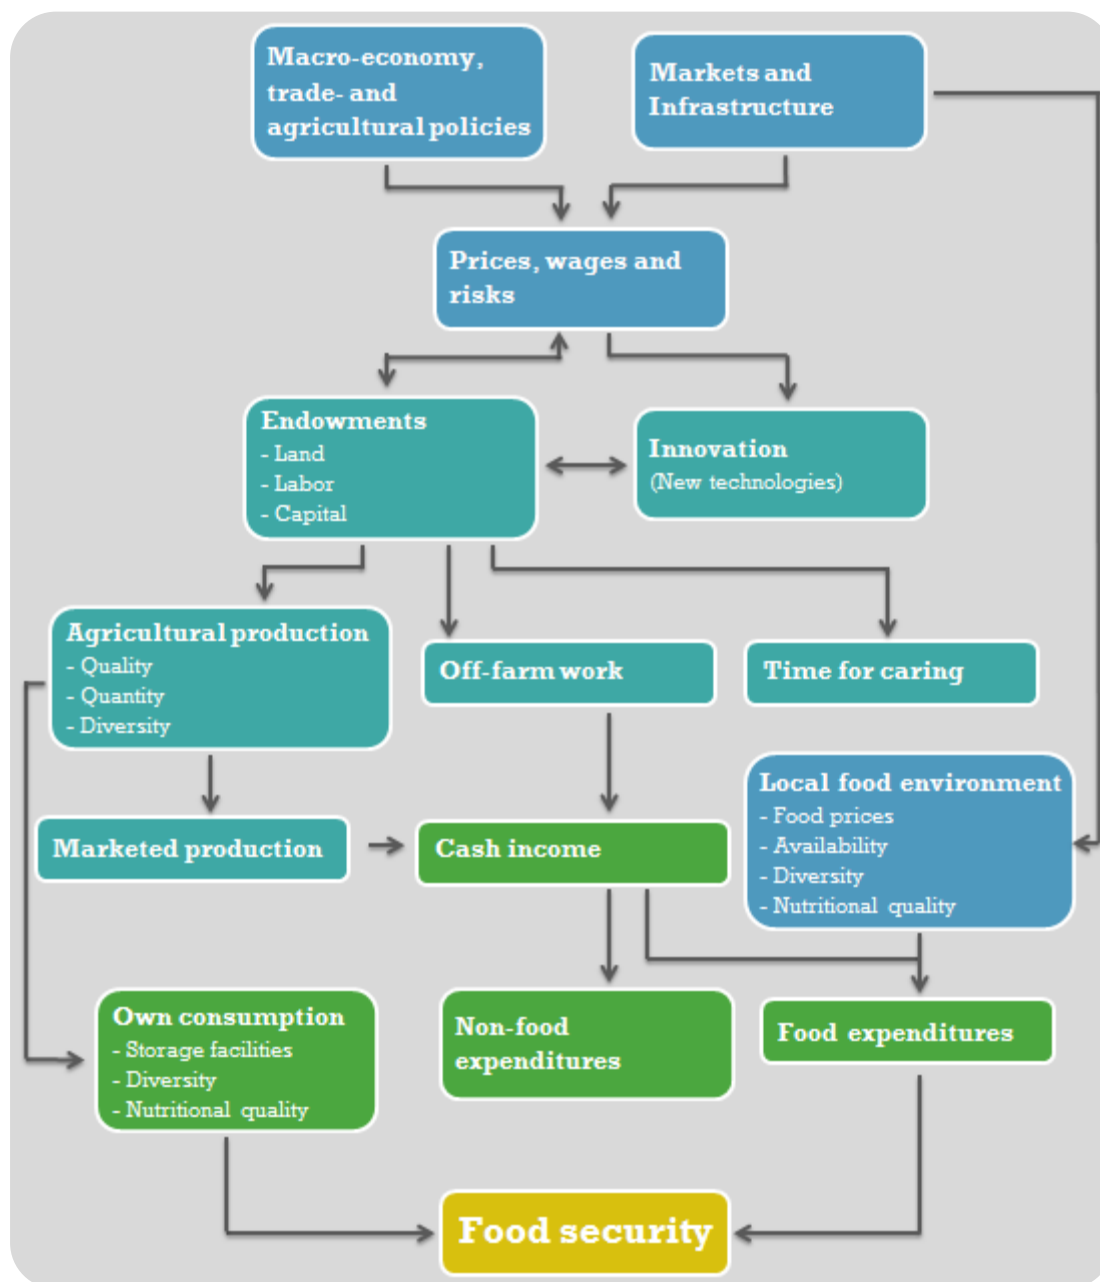 Macro-economy,
trade- and
agricultural policies
Markets and
Infrastructure
Prices, wages and
risks
Endowments
- Land
- Labor
- Capital
Innovation
(New technologies)
Agricultural production
- Quality
- Quantity
- Diversity
Off-farm work
Time for caring
Marketed production
Cash income
Local food environment
- Food prices
- Availability
- Diversity
- Nutritional quality
Own consumption
- Storage facilities
- Diversity
- Nutritional quality
Non-food
expenditures
Food expenditures
Food security